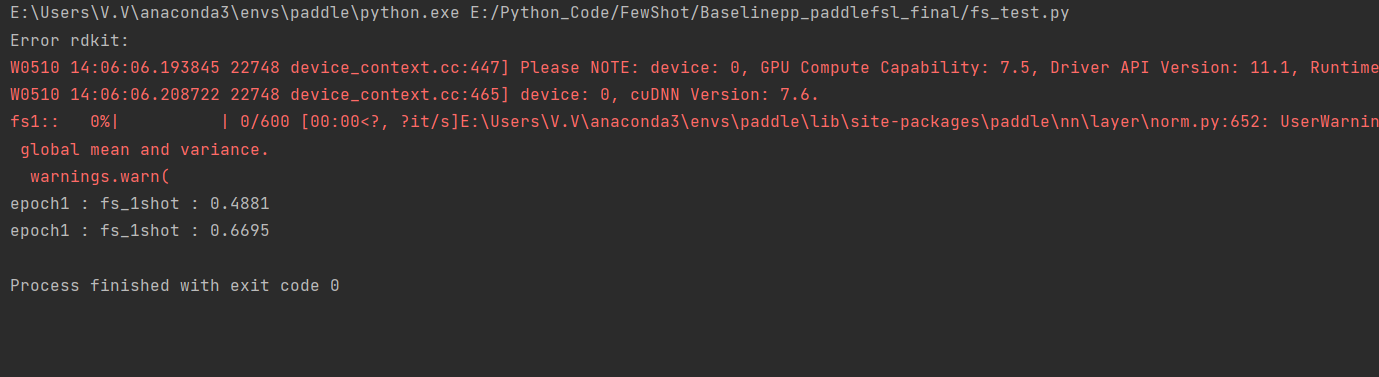 E:\Users\V.V\anaconda3\envs\paddle\python.exe E:/Python_Code/FewShot/Baselinepp_paddlefsl_final/fs_test.py
Error rdkit:
W0510 14:06:06.193845 22748 device_context.cc:447] Please NOTE: device: 0, GPU Compute Capability: 7.5, Driver API Version: 11.1, Runtime
W0510 14:06:06.208722 22748 device_context.cc:465] device: 0, cuDNN Version: 7.6.
fs1::   0%|          | 0/600 [00:00<?, ?it/s]E:\Users\V.V\anaconda3\envs\paddle\lib\site-packages\paddle\nn\layer\norm.py:652: UserWarnin
 global mean and variance.
  warnings.warn(
epoch1 : fs_1shot : 0.4881
epoch1 : fs_1shot : 0.6695
Process finished with exit code 0